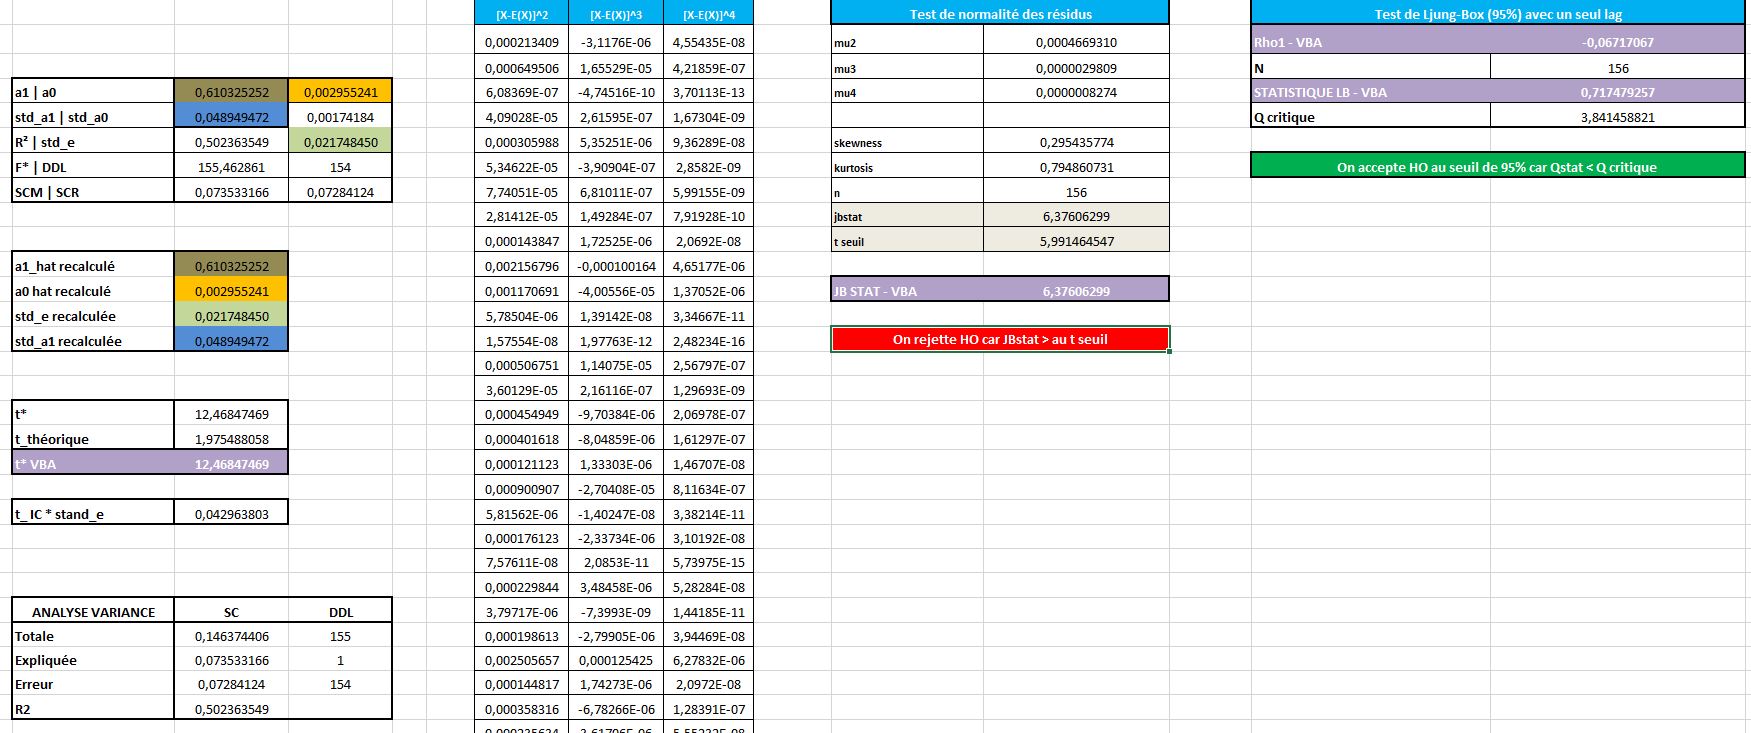 [X-E(X)]^2 [X-E(X)]^3 [X-E(X)]^4 Test de normalité des résidus Test de Ljung-Box (95%) avec un seul lag
0,000213409 -3,1176E-06 4,55435E-08 mu2 0,0004669310 Rho1 - VBA -0,06717067
0,000649506 1,65529E-05 4,21859E-07 mu3 0,0000029809 N 156
a1 | a0 0,610325252 0,002955241 6,08369E-07 -4,74516E-10 3,70113E-13 mu4 0,0000008274 STATISTIQUE LB - VBA 0,717479257
std_a1 | std_a0 0,048949472 0,00174184 4,09028E-05 2,61595E-07 1,67304E-09 Q critique 3,841458821
R² | std_e 0,502363549 0,021748450 0,000305988 5,35251E-06 9,36289E-08 skewness 0,295435774
F* | DDL 155,462861 154 5,34622E-05 -3,90904E-07 2,8582E-09 kurtosis 0,794860731 On accepte HO au seuil de 95% car Qstat < Q critique
SCM | SCR 0,073533166 0,07284124 7,74051E-05 6,81011E-07 5,99155E-09 n 156
2,81412E-05 1,49284E-07 7,91928E-10 jbstat 6,37606299
0,000143847 1,72525E-06 2,0692E-08 t seuil 5,991464547
a1_hat recalculé 0,610325252 0,002156796 -0,000100164 4,65177E-06
a0 hat recalculé 0,002955241 0,001170691 -4,00556E-05 1,37052E-06 JB STAT - VBA 6,37606299
std_e recalculée 0,021748450 5,78504E-06 1,39142E-08 3,34667E-11
std_a1 recalculée 0,048949472 1,57554E-08 1,97763E-12 2,48234E-16 On rejette HO car JBstat > au t seuil
0,000506751 1,14075E-05 2,56797E-07
3,60129E-05 2,16116E-07 1,29693E-09
t* 12,46847469 0,000454949 -9,70384E-06 2,06978E-07
t_théorique 1,975488058 0,000401618 -8,04859E-06 1,61297E-07
t* VBA 12,46847469 0,000121123 1,33303E-06 1,46707E-08
0,000900907 -2,70408E-05 8,11634E-07
t_ IC * stand_e 0,042963803 5,81562E-06 -1,40247E-08 3,38214E-11
0,000176123 -2,33734E-06 3,10192E-08
7,57611E-08 2,0853E-11 5,73975E-15
0,000229844 3,48458E-06 5,28284E-08
ANALYSE VARIANCE SC DDL 3,79717E-06 -7,3993E-09 1,44185E-11
Totale 0,146374406 155 0,000198613 -2,79905E-06 3,94469E-08
Expliquée 0,073533166 1 0,002505657 0,000125425 6,27832E-06
Erreur 0,07284124 154 0,000144817 1,74273E-06 2,0972E-08
R2 0,502363549 0,000358316 -6,78266E-06 1,28391E-07